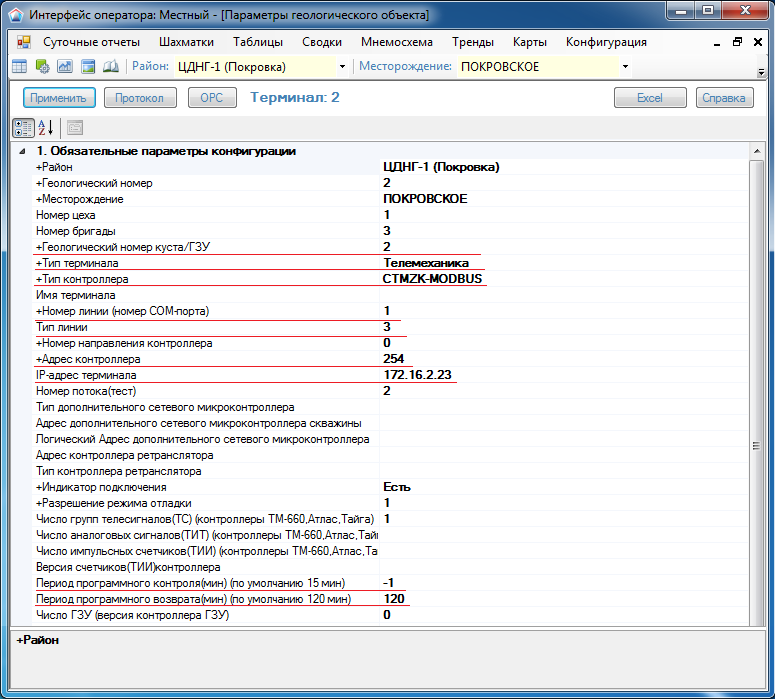 Интерфейс оператора: Местный - [Параметры геологического объекта]
Суточные отчеты Шахматки Таблицы Сводки Мнемосхема Тренды Карты Конфигурация
Район: ЦДНГ-1 (Покровка) Месторождение: ПОКРОВСКОЕ
Применить Протокол OPC Терминал: 2 Excel Справка
1. Обязательные параметры конфигурации
+Район ЦДНГ-1 (Покровка)
+Геологический номер 2
+Месторождение ПОКРОВСКОЕ
Номер цеха 1
Номер бригады 3
+Геологический номер куста/ГЗУ 2
+Тип терминала Телемеханика
+Тип контроллера CTMZK-MODBUS
Имя терминала
+Номер линии (номер COM-порта) 1
Тип линии 3
+Номер направления контроллера 0
+Адрес контроллера 254
IP-адрес терминала 172.16.2.23
Номер потока(тест) 2
Тип дополнительного сетевого микроконтроллера
Адрес дополнительного сетевого микроконтроллера скважины
Логический Адрес дополнительного сетевого микроконтроллера
Адрес контроллера ретранслятора
Тип контроллера ретранслятора
+Индикатор подключения Есть
+Разрешение режима отладки 1
Число групп телесигналов(ТС) (контроллеры ТМ-660,Атлас,Тайга) 1
Число аналоговых сигналов(ТИТ) (контроллеры ТМ-660,Атлас,Тай
Число импульсных счетчиков(ТИИ) (контроллеры ТМ-660,Атлас,Та
Версия счетчиков(ТИИ)контроллера
Период программного контроля(мин) (по умолчанию 15 мин) -1
Период программного возврата(мин) (по умолчанию 120 мин) 120
Число ГЗУ (версия контроллера ГЗУ) 0
+Район